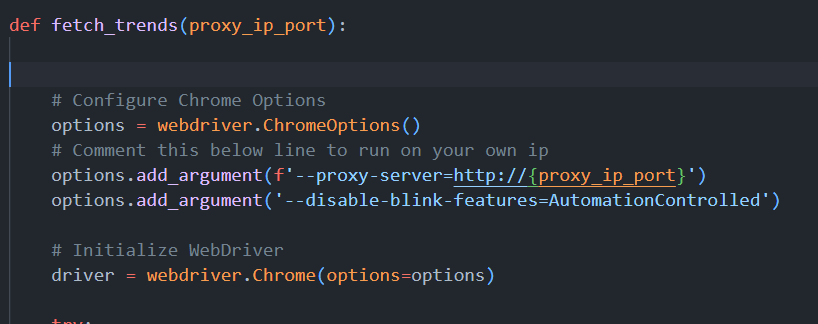 def fetch_trends(proxy_ip_port):
# Configure Chrome Options
options = webdriver.ChromeOptions()
# Comment this below line to run on your own ip
options.add_argument(f'--proxy-server=http://{proxy_ip_port}')
options.add_argument('--disable-blink-features=AutomationControlled')
# Initialize WebDriver
driver = webdriver.Chrome(options=options)
try: